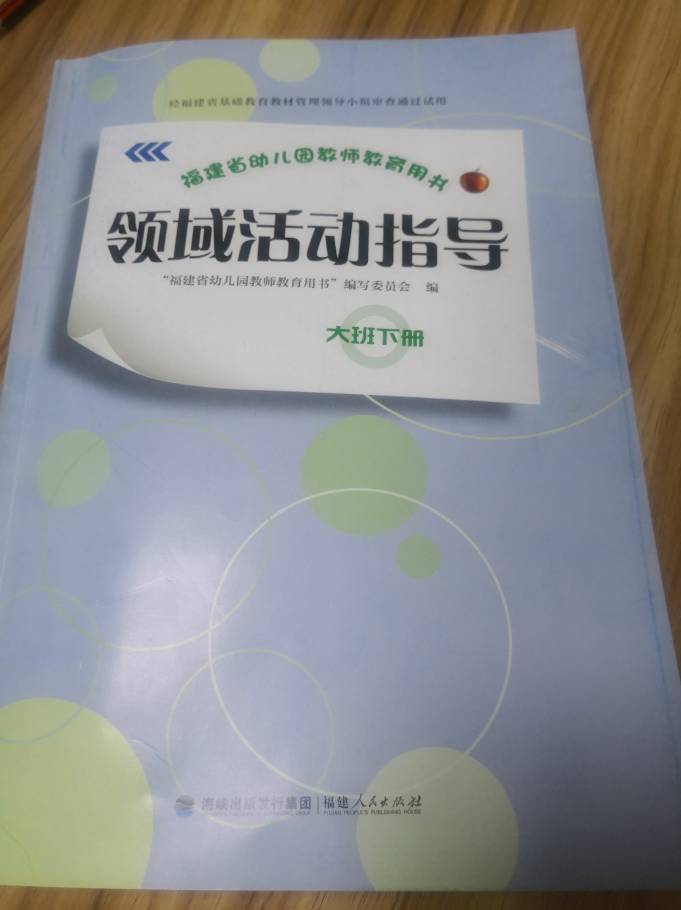 经福建省基础教育教材管理领导小组审查通过试用
福建省幼儿园教师教育用书
领域活动指导
“福建省幼儿园教师教育用书”编写委员会 编
大班下册
海峡出版发行集团 福建人民出版社
FUJIAN PEOPLE'S PUBLISHING HOUSE